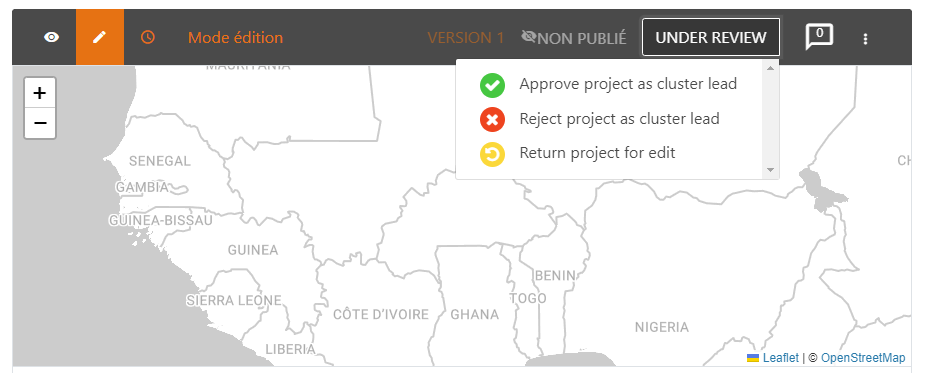 Mode édition
VERSION 1
NON PUBLIÉ
UNDER REVIEW
0
MAURITANIA
Approve project as cluster lead
Reject project as cluster lead
Return project for edit
+
−
SENEGAL
CH
GAMBIA
GUINEA-BISSAU
GUINEA
SIERRA LEONE
LIBERIA
CÔTE D'IVOIRE
GHANA
TOGO
BENIN
NIGERIA
Leaflet | © OpenStreetMap